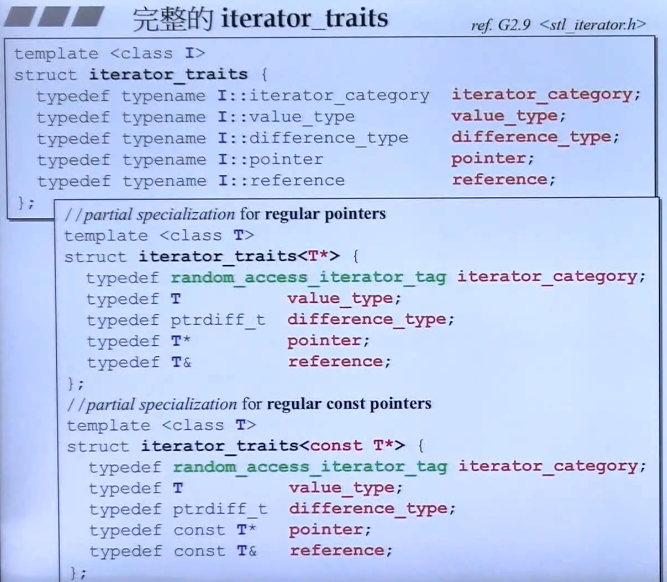 完整的 iterator_traits
ref. G2.9 <stl_iterator.h>
template <class I>
struct iterator_traits {
typedef typename I::iterator_category iterator_category;
typedef typename I::value_type value_type;
typedef typename I::difference_type difference_type;
typedef typename I::pointer pointer;
typedef typename I::reference reference;
};
//partial specialization for regular pointers
template <class T>
struct iterator_traits<T*> {
typedef random_access_iterator_tag iterator_category;
typedef T value_type;
typedef ptrdiff_t difference_type;
typedef T* pointer;
typedef T& reference;
};
//partial specialization for regular const pointers
template <class T>
struct iterator_traits<const T*> {
typedef random_access_iterator_tag iterator_category;
typedef T value_type;
typedef ptrdiff_t difference_type;
typedef const T* pointer;
typedef const T& reference;
};